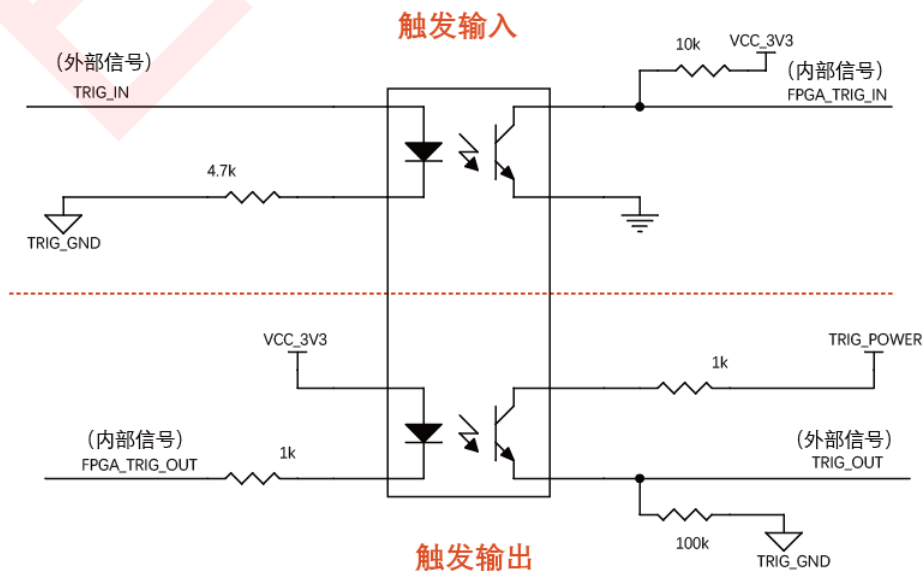 触发输入
(外部信号)
TRIG_IN
10k
VCC_3V3
(内部信号)
FPGA_TRIG_IN
4.7k
TRIG_GND
VCC_3V3
TRIG_POWER
1k
(内部信号)
FPGA_TRIG_OUT
1k
(外部信号)
TRIG_OUT
100k
TRIG_GND
触发输出